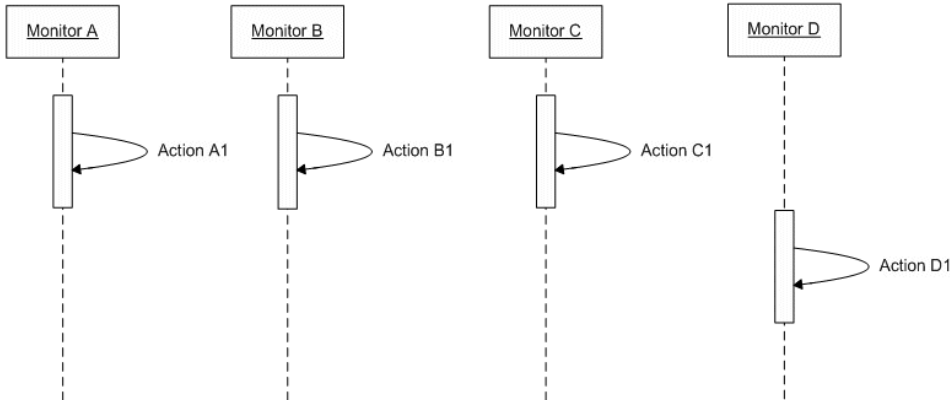 Monitor A
Monitor B
Monitor C
Monitor D
Action A1
Action B1
Action C1
Action D1